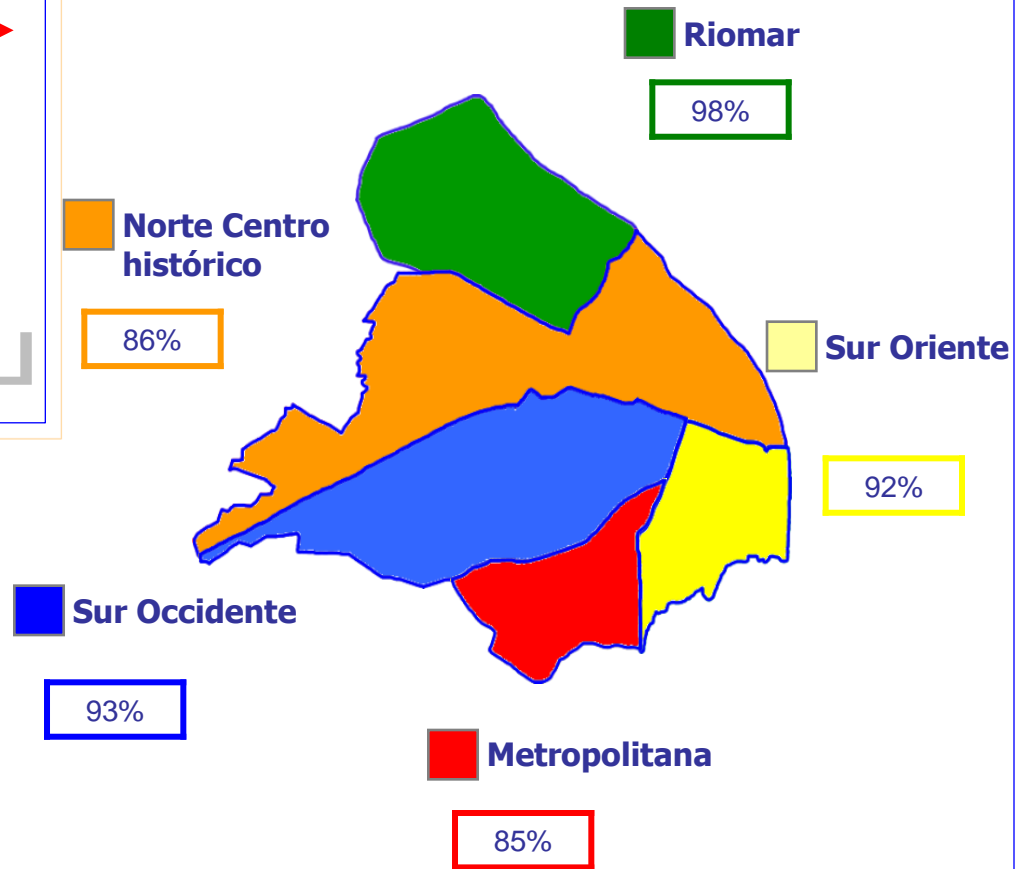 Riomar
98%
Norte Centro
histórico
86%
Sur Oriente
92%
Sur Occidente
93%
Metropolitana
85%